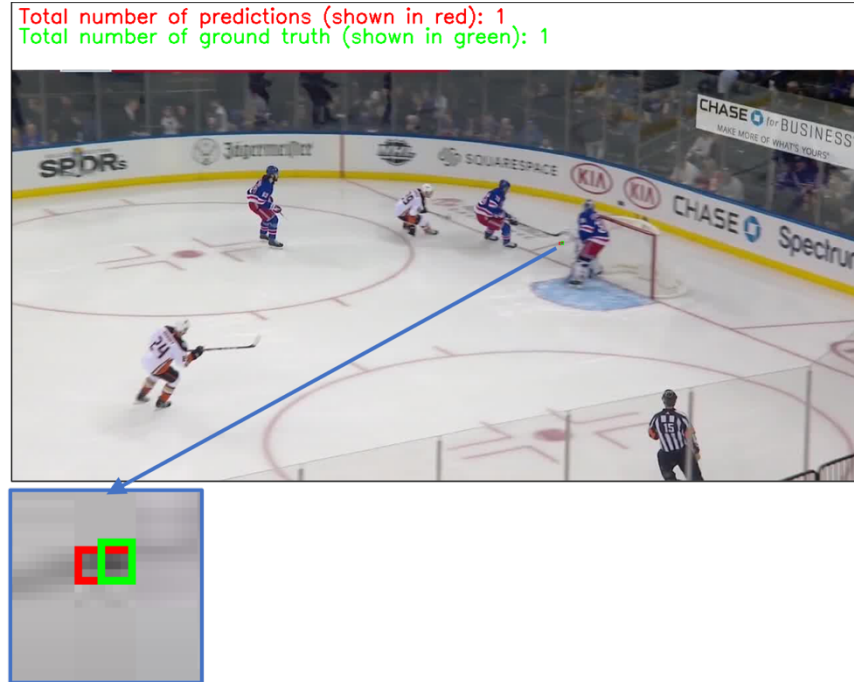 Total number of predictions (shown in red): 1
Total number of ground truth (shown in green): 1
CHASE for BUSINESS
MAKE MORE OF WHAT'S YOURS
SPDRs
Jägermeister
SQUARESPACE
KIA
KIA
CHASE
Spectrum
24
15